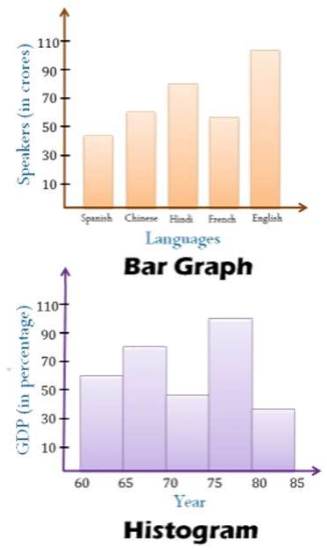 Speakers (in crores)
110
90
70
50
30
10
Spanish Chinese Hindi French English
Languages
Bar Graph
GDP (in percentage)
110
90
70
50
30
10
60 65 70 75 80 85
Year
Histogram